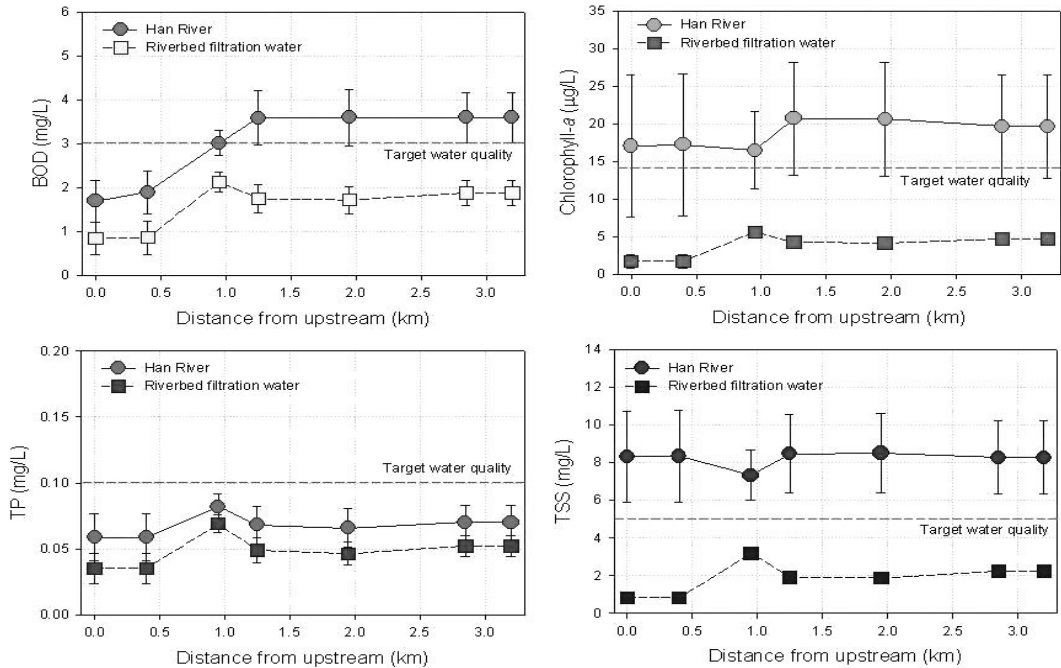 Han River
Riverbed filtration water
Target water quality
BOD (mg/L)
6
5
4
3
2
1
0
0.0 0.5 1.0 1.5 2.0 2.5 3.0
Distance from upstream (km)
Han River
Riverbed filtration water
Target water quality
Chlorophyll-a (µg/L)
35
30
25
20
15
10
5
0
0.0 0.5 1.0 1.5 2.0 2.5 3.0
Distance from upstream (km)
Han River
Riverbed filtration water
Target water quality
TP (mg/L)
0.20
0.15
0.10
0.05
0.00
0.0 0.5 1.0 1.5 2.0 2.5 3.0
Distance from upstream (km)
Han River
Riverbed filtration water
Target water quality
TSS (mg/L)
14
12
10
8
6
4
2
0
0.0 0.5 1.0 1.5 2.0 2.5 3.0
Distance from upstream (km)